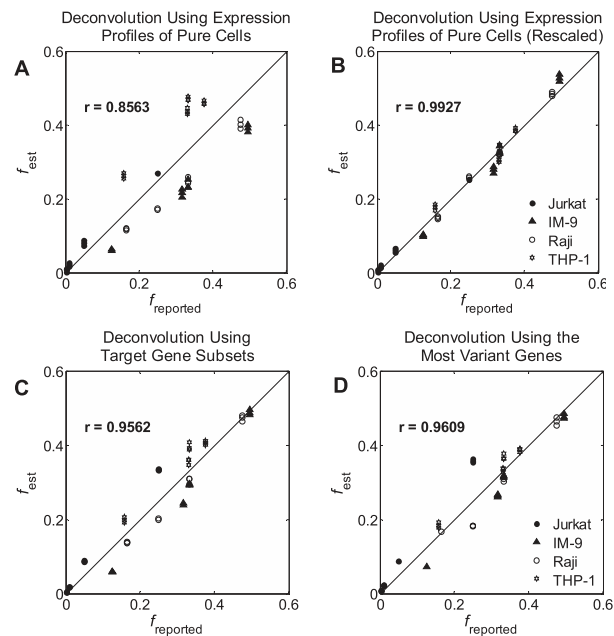 Deconvolution Using Expression
Profiles of Pure Cells
A
r = 0.8563
0.6
0.4
0.2
0
fest
0
0.2
0.4
0.6
freported
Deconvolution Using Expression
Profiles of Pure Cells (Rescaled)
B
r = 0.9927
0.6
0.4
0.2
0
fest
Jurkat
IM-9
Raji
THP-1
0
0.2
0.4
0.6
freported
Deconvolution Using
Target Gene Subsets
C
r = 0.9562
0.6
0.4
0.2
0
fest
0
0.2
0.4
0.6
freported
Deconvolution Using the
Most Variant Genes
D
r = 0.9609
0.6
0.4
0.2
0
fest
Jurkat
IM-9
Raji
THP-1
0
0.2
0.4
0.6
freported